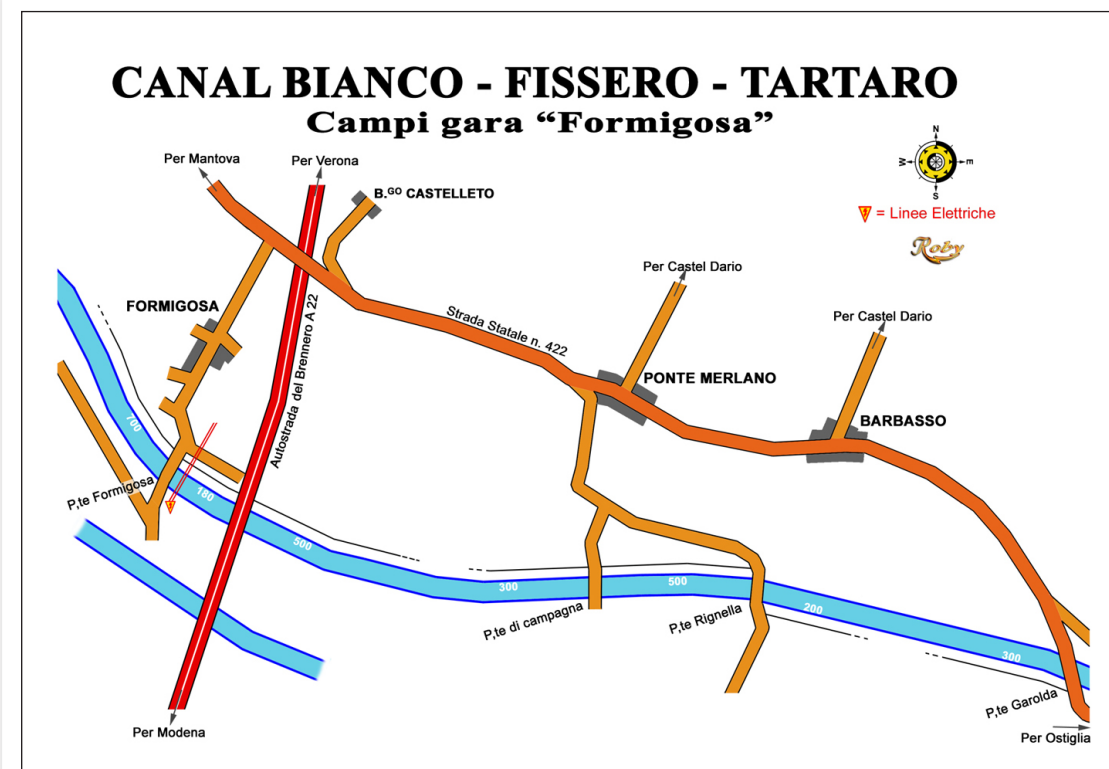 CANAL BIANCO - FISSERO - TARTARO
Campi gara “Formigosa”
Per Mantova
Per Verona
B.GO CASTELLETO
N
W
E
S
= Linee Elettriche
Roby
Per Castel Dario
FORMIGOSA
Strada Statale n. 422
Per Castel Dario
Autostrada del Brennero A 22
PONTE MERLANO
BARBASSO
700
P,te Formigosa
180
500
300
500
200
P,te di campagna
P,te Rignella
300
P,te Garolda
Per Modena
Per Ostiglia